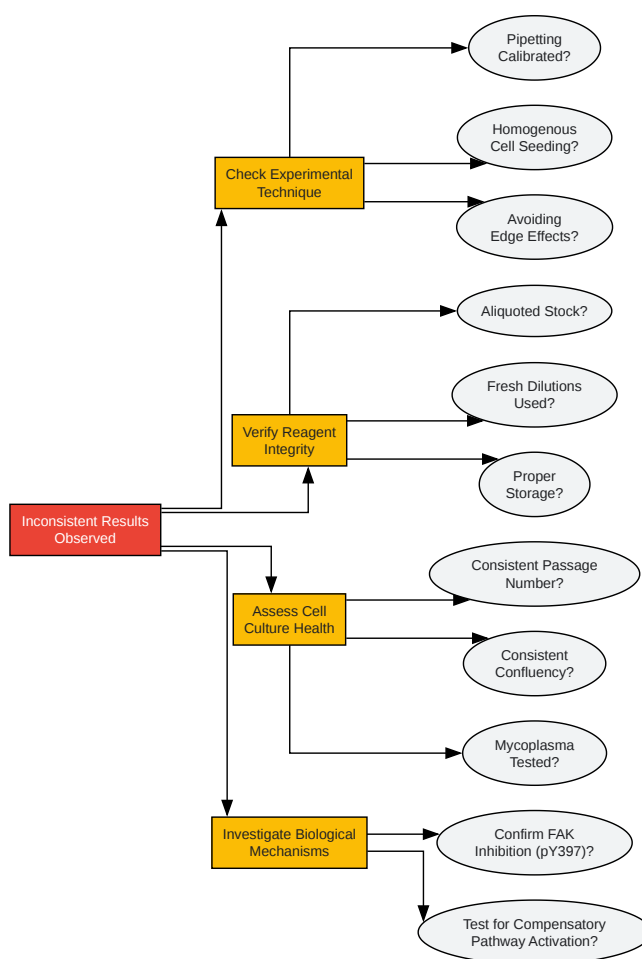 Pipetting
Calibrated?
Homogenous
Cell Seeding?
Check Experimental
Technique
Avoiding
Edge Effects?
Aliquoted Stock?
Fresh Dilutions
Used?
Verify Reagent
Integrity
Proper
Storage?
Inconsistent Results
Observed
Consistent Passage
Number?
Assess Cell
Culture Health
Consistent
Confluency?
Mycoplasma
Tested?
Investigate Biological
Mechanisms
Confirm FAK
Inhibition (pY397)?
Test for Compensatory
Pathway Activation?